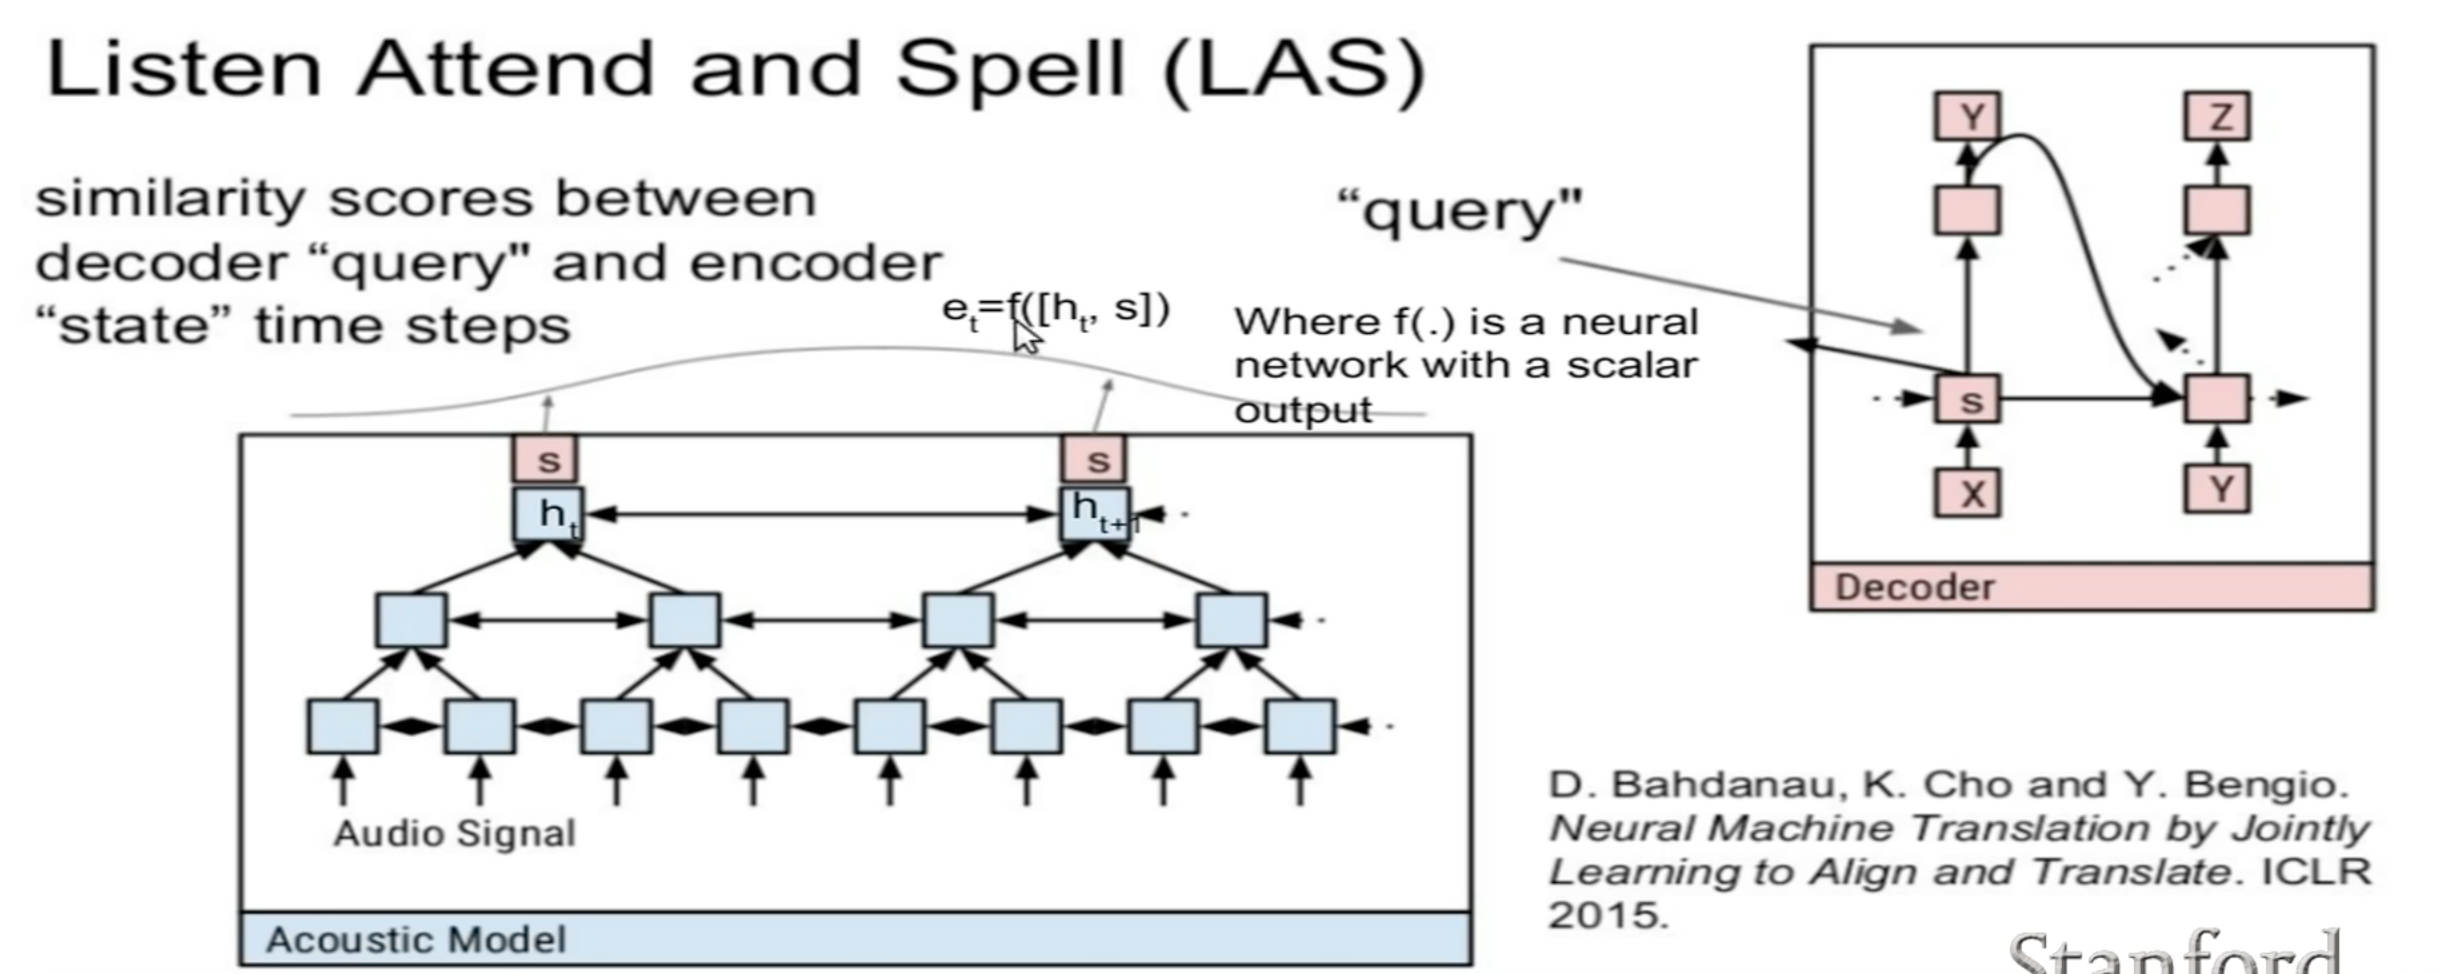 Listen Attend and Spell (LAS)
similarity scores between
decoder “query" and encoder
“state” time steps
e_t=f([h_t, s])
“query"
Where f(.) is a neural
network with a scalar
output
s
s
h_t
h_t+1
Audio Signal
Acoustic Model
Y
Z
s
X
Y
Decoder
D. Bahdanau, K. Cho and Y. Bengio.
Neural Machine Translation by Jointly
Learning to Align and Translate. ICLR
2015.
Stanford